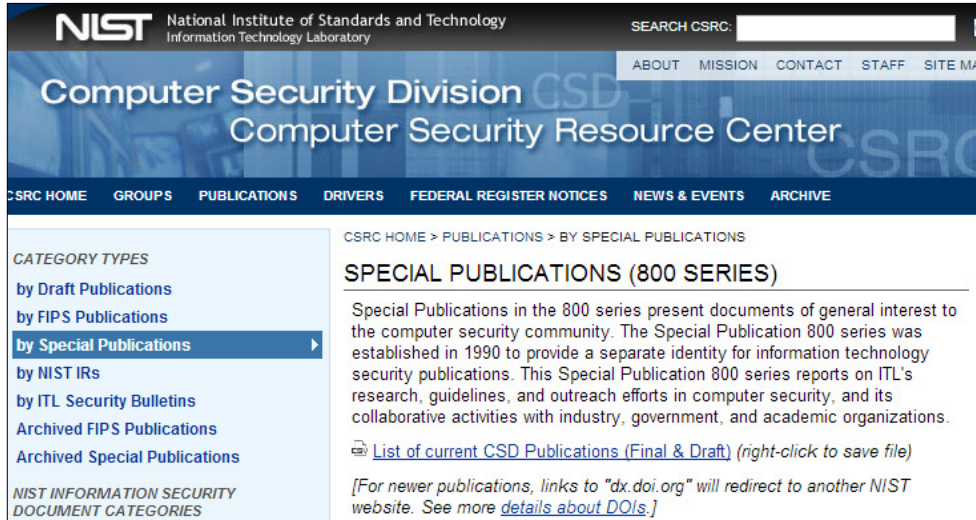 NIST National Institute of Standards and Technology
Information Technology Laboratory
SEARCH CSRC:
ABOUT MISSION CONTACT STAFF
Computer Security Division CSD
Computer Security Resource Center
CSRC
CSRC HOME GROUPS PUBLICATIONS DRIVERS FEDERAL REGISTER NOTICES NEWS & EVENTS ARCHIVE
CATEGORY TYPES
by Draft Publications
by FIPS Publications
by Special Publications
by NIST IRs
by ITL Security Bulletins
Archived FIPS Publications
Archived Special Publications
NIST INFORMATION SECURITY
DOCUMENT CATEGORIES
CSRC HOME > PUBLICATIONS > BY SPECIAL PUBLICATIONS
SPECIAL PUBLICATIONS (800 SERIES)
Special Publications in the 800 series present documents of general interest to
the computer security community. The Special Publication 800 series was
established in 1990 to provide a separate identity for information technology
security publications. This Special Publication 800 series reports on ITL's
research, guidelines, and outreach efforts in computer security, and its
collaborative activities with industry, government, and academic organizations.
List of current CSD Publications (Final & Draft) (right-click to save file)
[For newer publications, links to "dx.doi.org" will redirect to another NIST
website. See more details about DOIs.]